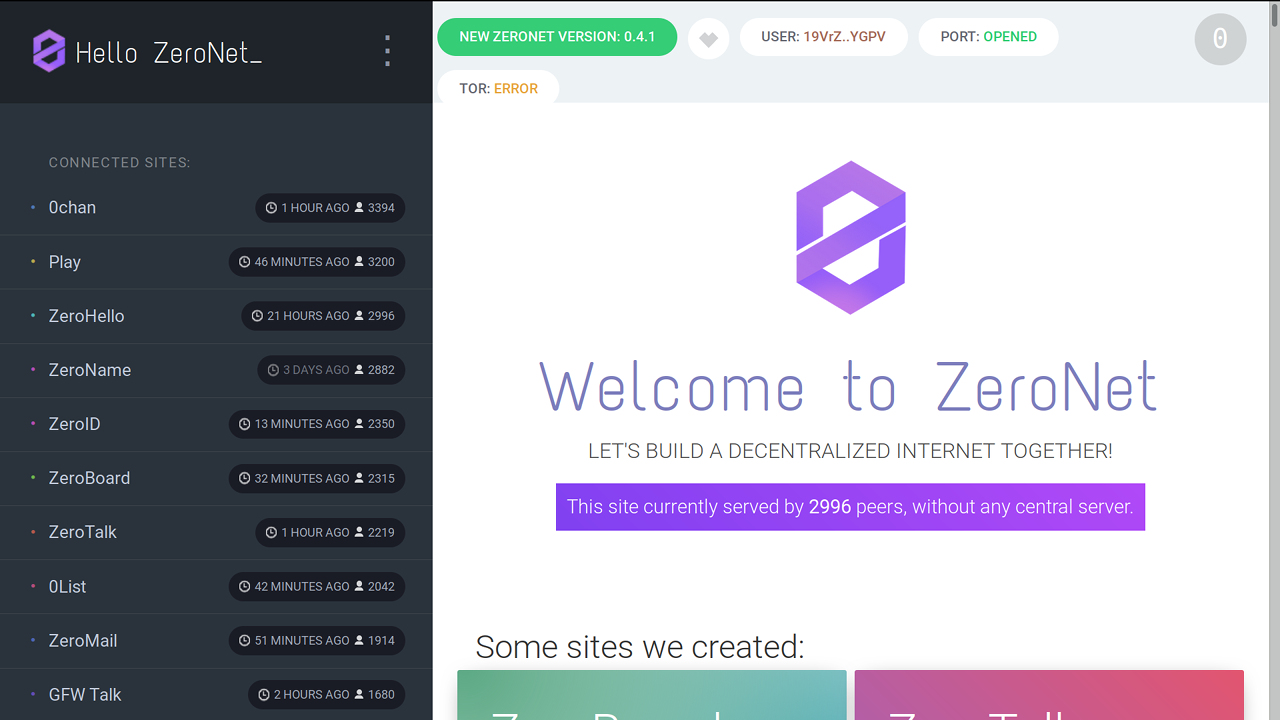 Hello ZeroNet_
CONNECTED SITES:
0chan 1 HOUR AGO 3394
Play 46 MINUTES AGO 3200
ZeroHello 21 HOURS AGO 2996
ZeroName 3 DAYS AGO 2882
ZeroID 13 MINUTES AGO 2350
ZeroBoard 32 MINUTES AGO 2315
ZeroTalk 1 HOUR AGO 2219
0List 42 MINUTES AGO 2042
ZeroMail 51 MINUTES AGO 1914
GFW Talk 2 HOURS AGO 1680
NEW ZERONET VERSION: 0.4.1 USER: 19VrZ..YGPV PORT: OPENED 0
TOR: ERROR
Welcome to ZeroNet
LET'S BUILD A DECENTRALIZED INTERNET TOGETHER!
This site currently served by 2996 peers, without any central server.
Some sites we created: